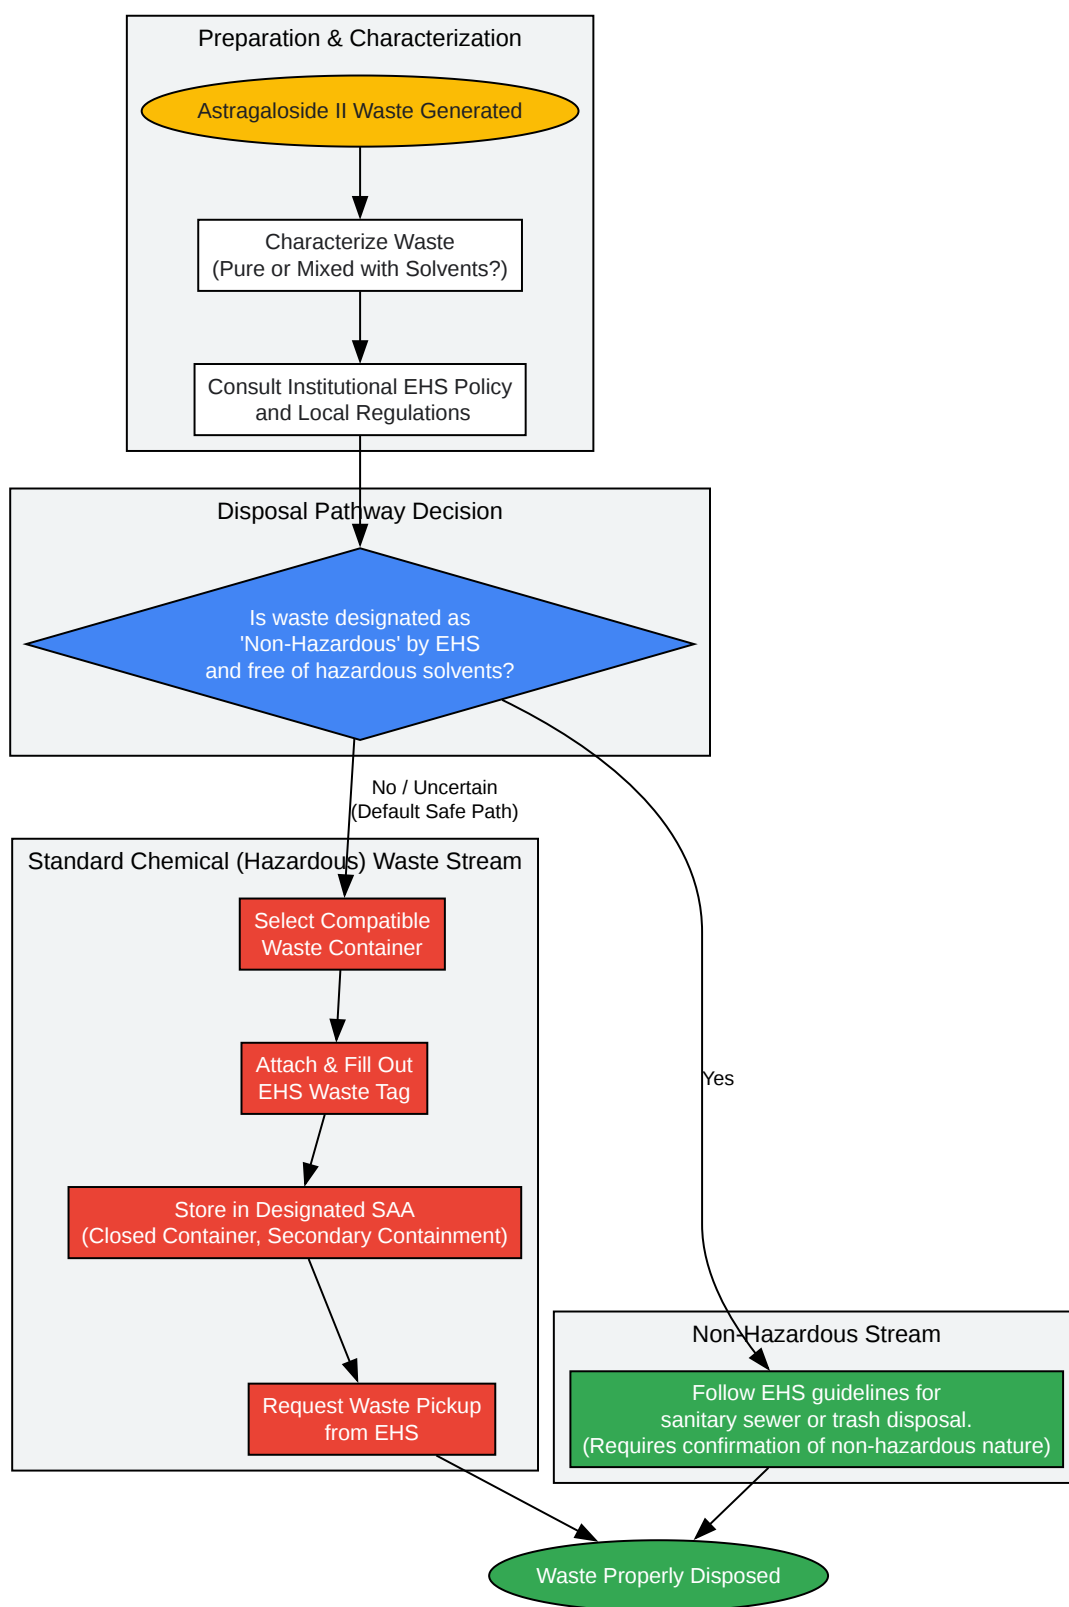 Preparation & Characterization
Astragaloside II Waste Generated
Characterize Waste
(Pure or Mixed with Solvents?)
Consult Institutional EHS Policy
and Local Regulations
Disposal Pathway Decision
Is waste designated as
'Non-Hazardous' by EHS
and free of hazardous solvents?
No / Uncertain
(Default Safe Path)
Standard Chemical (Hazardous) Waste Stream
Select Compatible
Waste Container
Attach & Fill Out
EHS Waste Tag
Yes
Store in Designated SAA
(Closed Container, Secondary Containment)
Request Waste Pickup
from EHS
Non-Hazardous Stream
Follow EHS guidelines for
sanitary sewer or trash disposal.
(Requires confirmation of non-hazardous nature)
Waste Properly Disposed